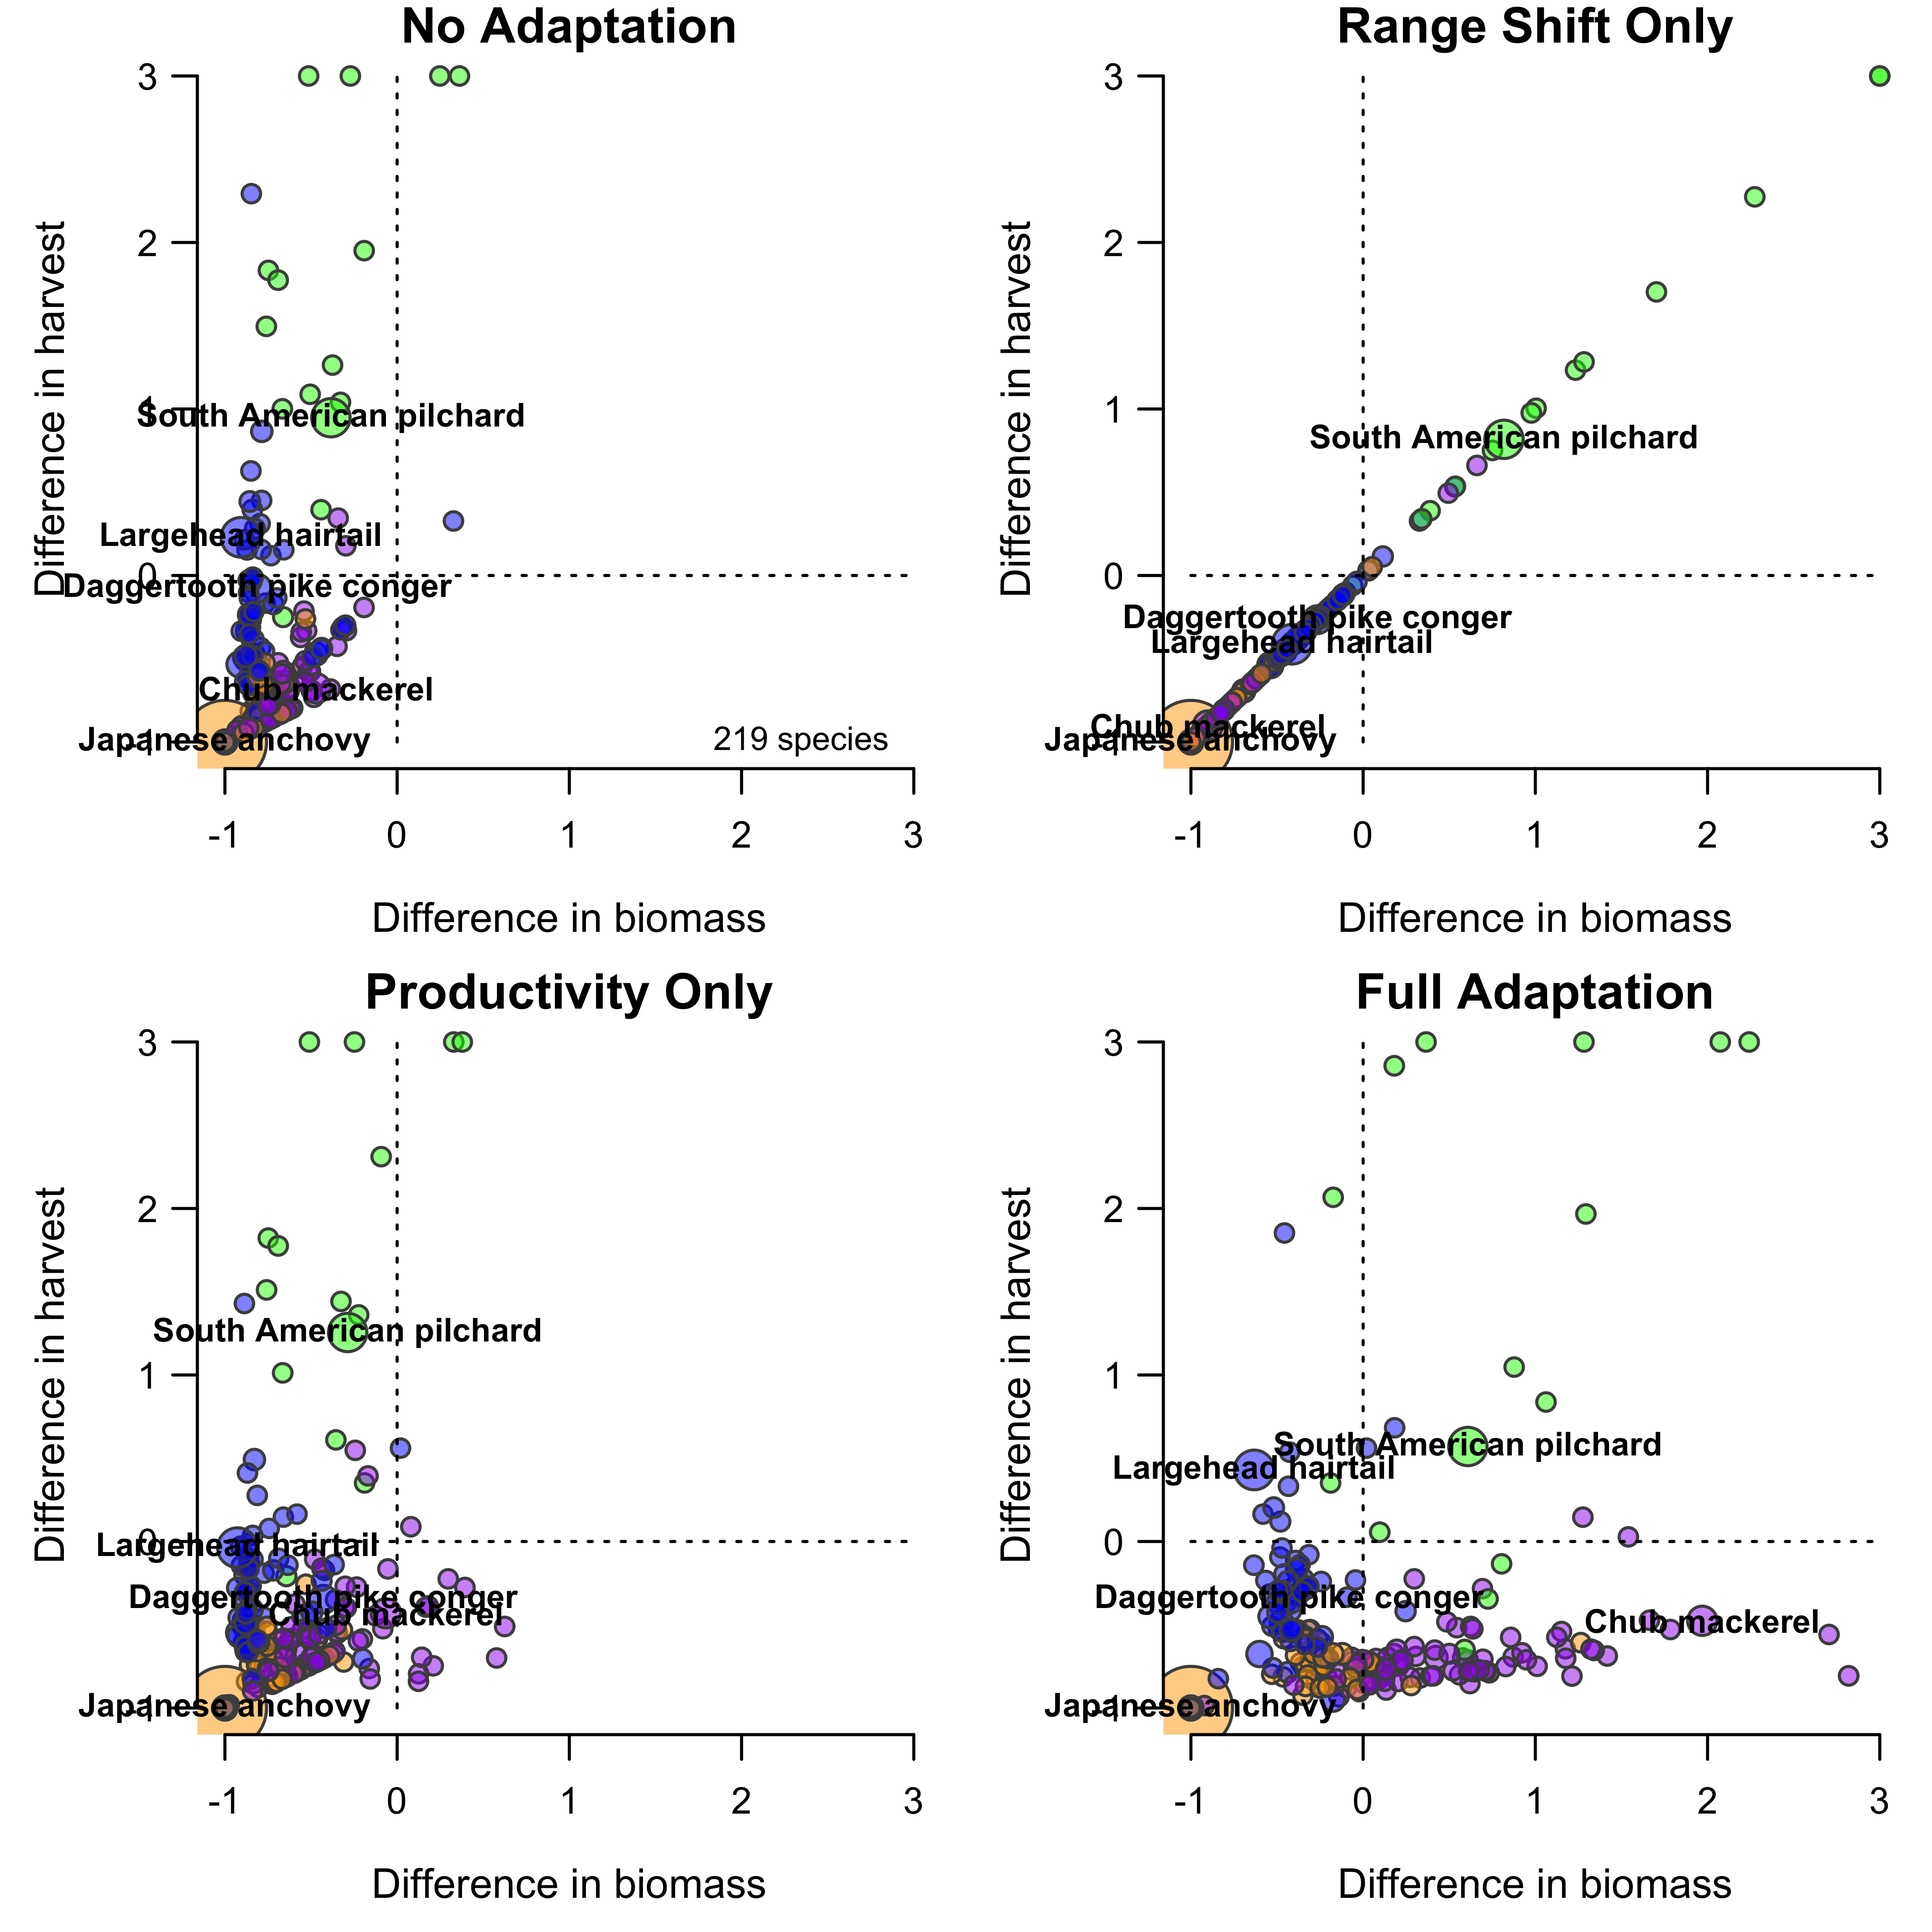 No Adaptation
3
2
1
0
-1
Difference in harvest
South American pilchard
Largehead hairtail
Daggertooth pike conger
Chub mackerel
Japanese anchovy
219 species
-1 0 1 2 3
Difference in biomass
Range Shift Only
3
2
1
0
-1
Difference in harvest
South American pilchard
Daggertooth pike conger
Largehead hairtail
Chub mackerel
Japanese anchovy
-1 0 1 2 3
Difference in biomass
Productivity Only
3
2
1
0
-1
Difference in harvest
South American pilchard
Largehead hairtail
Daggertooth pike conger
Chub mackerel
Japanese anchovy
-1 0 1 2 3
Difference in biomass
Full Adaptation
3
2
1
0
-1
Difference in harvest
South American pilchard
Largehead hairtail
Daggertooth pike conger
Chub mackerel
Japanese anchovy
-1 0 1 2 3
Difference in biomass